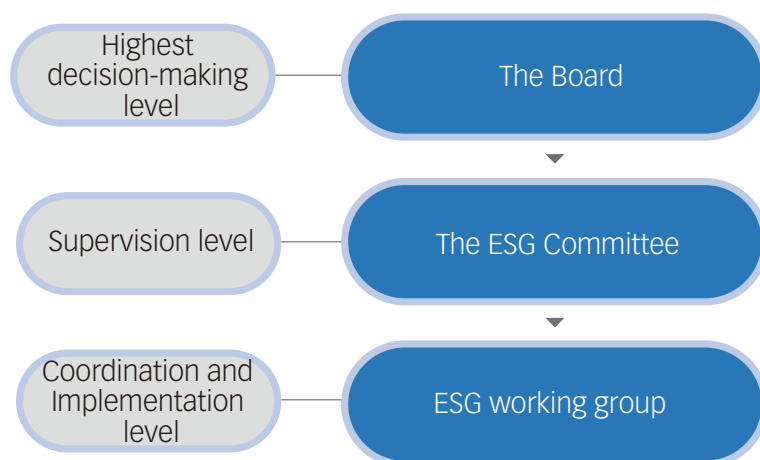 Highest
decision-making
level
The Board
Supervision level
The ESG Committee
Coordination and
Implementation
level
ESG working group